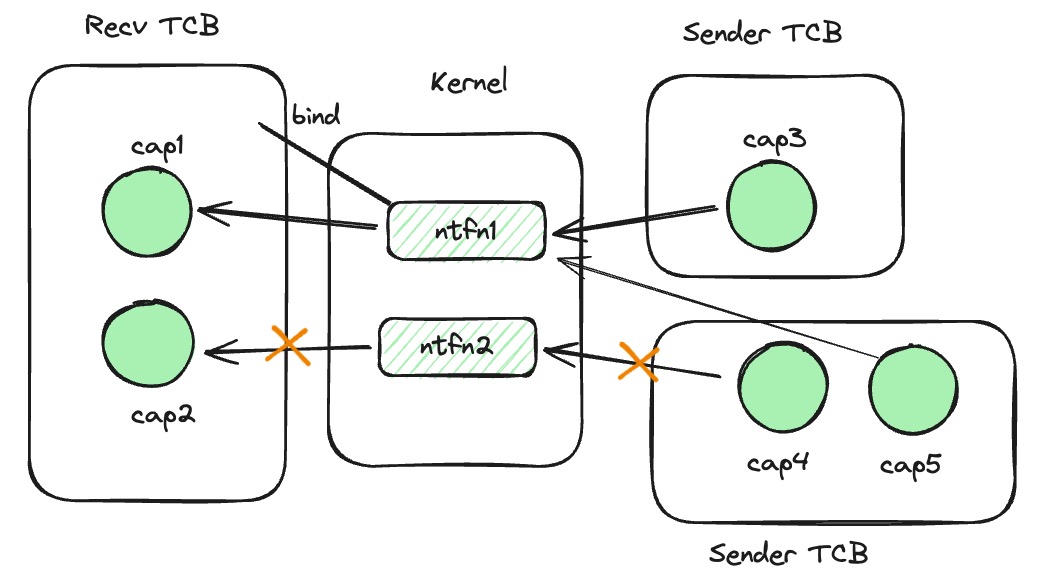 Recv TCB
Sender TCB
Kernel
bind
cap1
cap3
ntfn1
ntfn2
cap2
cap4
cap5
Sender TCB